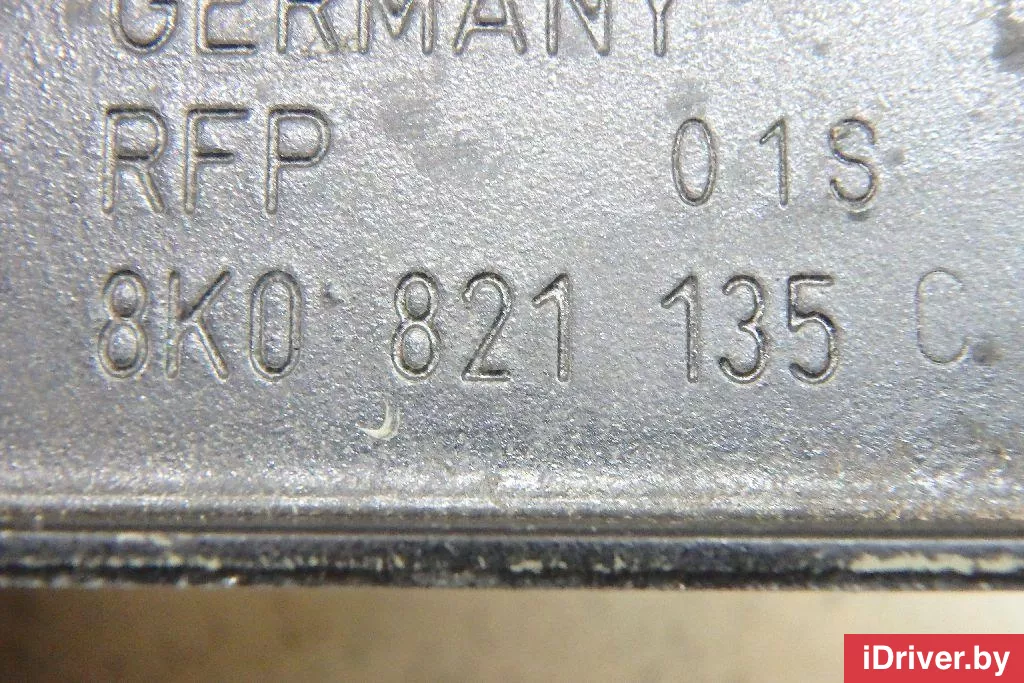 GERMANY
RFP 01S
8K0 821 135 C
iDriver.by